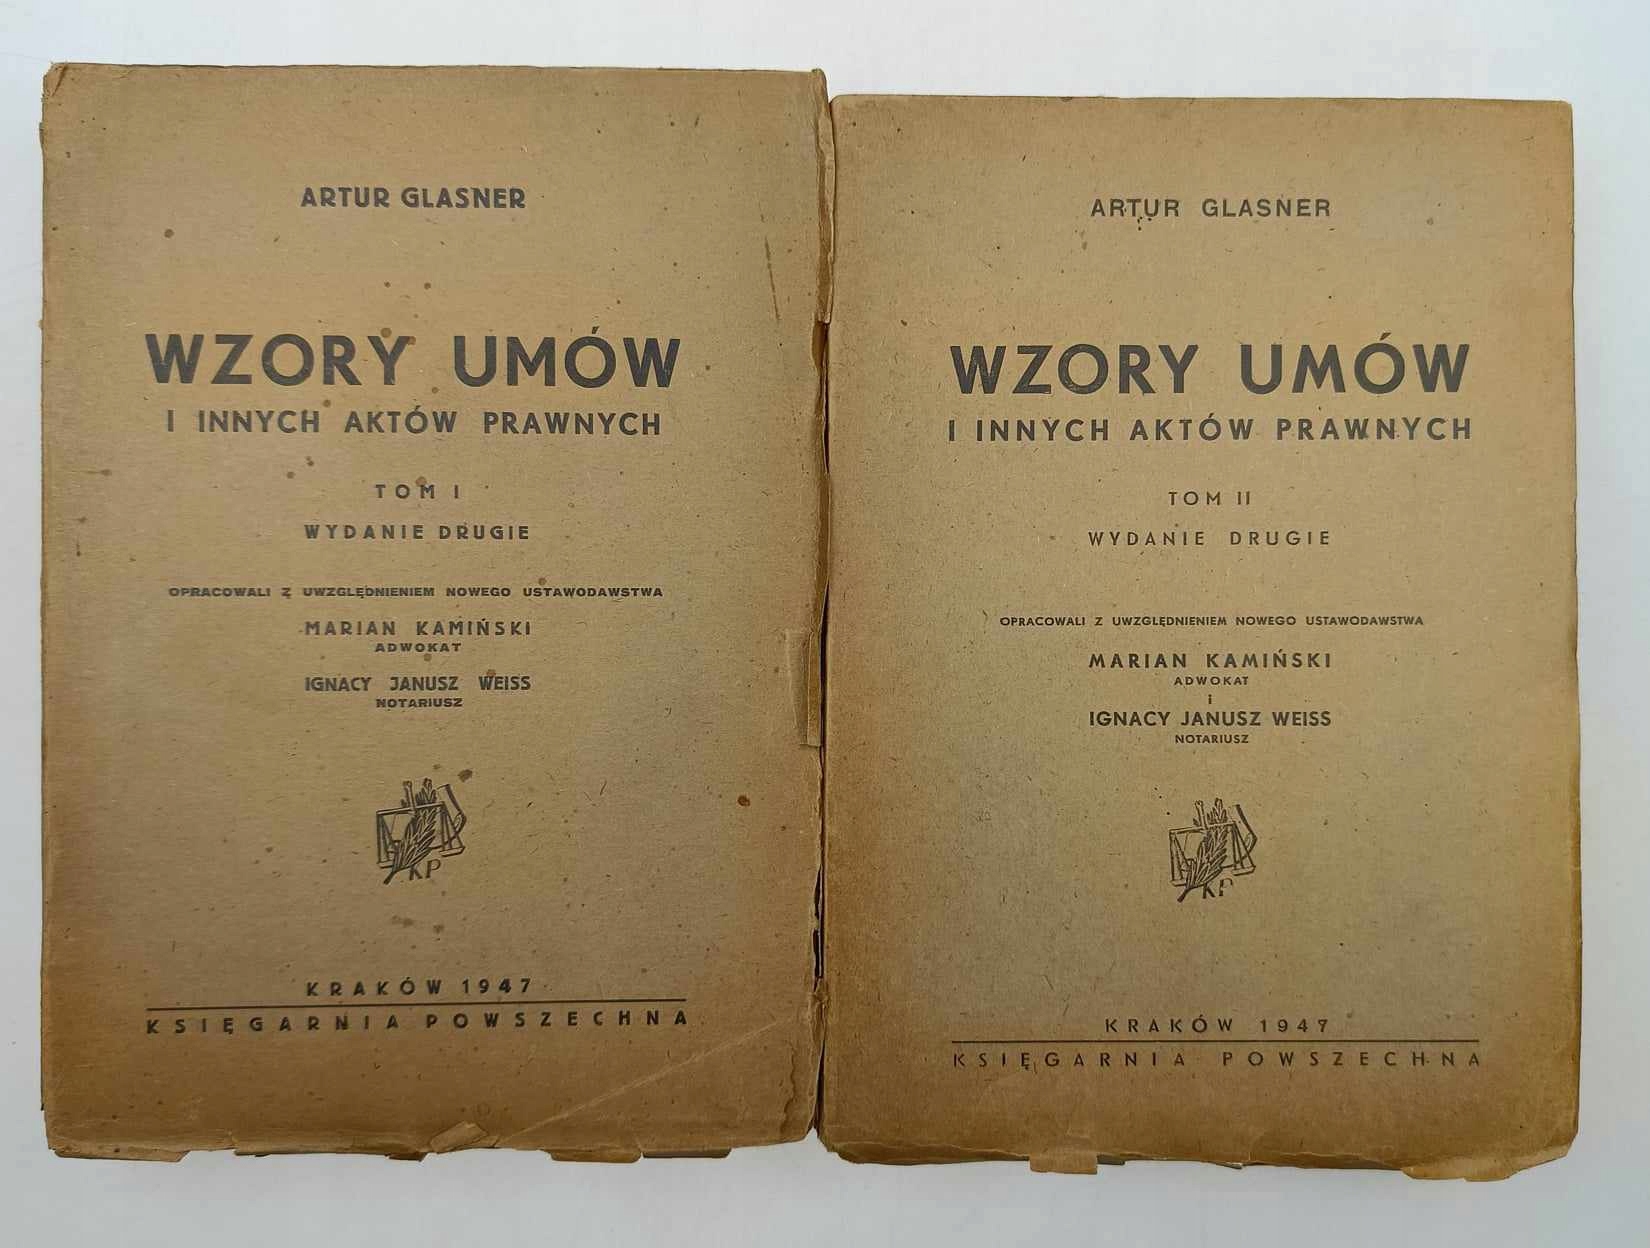 ARTUR GLASNER
WZORY UMÓW
I INNYCH AKTÓW PRAWNYCH
TOM I
WYDANIE DRUGIE
OPRACOWALI Z UWZGLĘDNIENIEM NOWEGO USTAWODAWSTWA
MARIAN KAMIŃSKI
ADWOKAT
IGNACY JANUSZ WEISS
NOTARIUSZ
KP
KRAKÓW 1947
KSIĘGARNIA POWSZECHNA
ARTUR GLASNER
WZORY UMÓW
I INNYCH AKTÓW PRAWNYCH
TOM II
WYDANIE DRUGIE
OPRACOWALI Z UWZGLĘDNIENIEM NOWEGO USTAWODAWSTWA
MARIAN KAMIŃSKI
ADWOKAT
i
IGNACY JANUSZ WEISS
NOTARIUSZ
KP
KRAKÓW 1947
KSIĘGARNIA POWSZECHNA